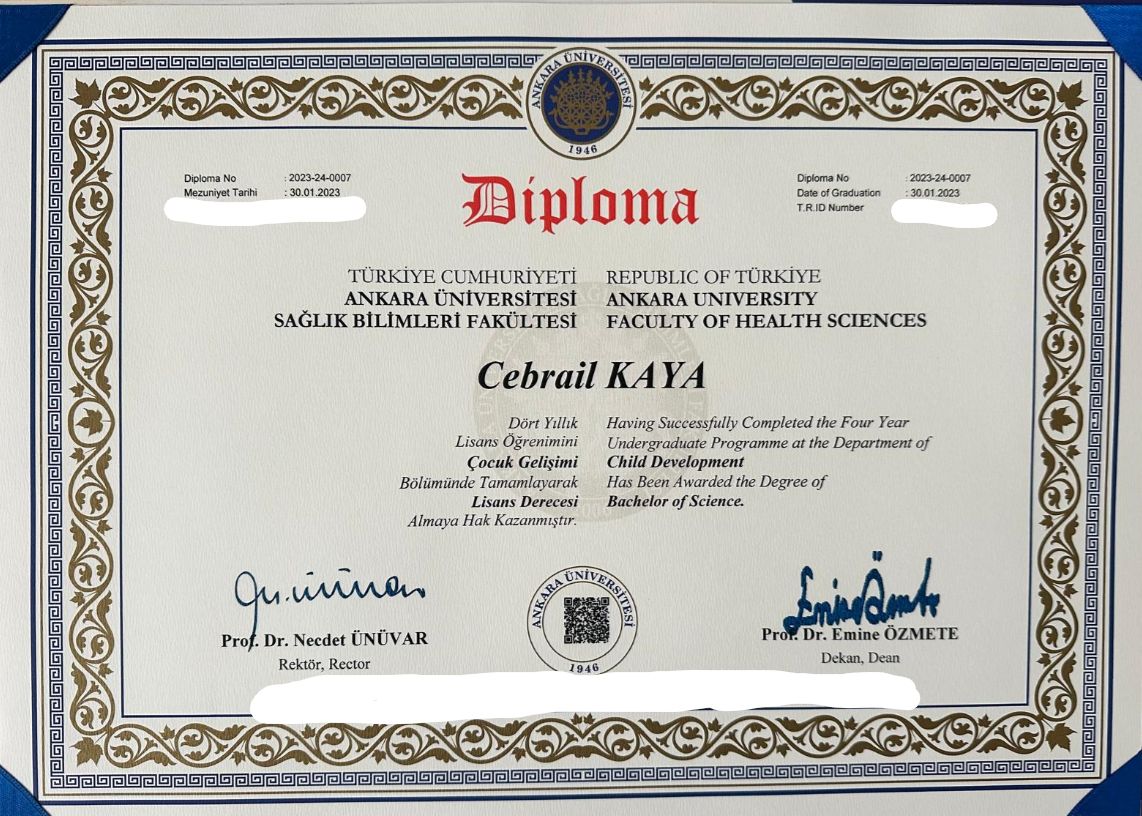 ANKARA ÜNİVERSİTESİ
1946
Diploma No : 2023-24-0007
Mezuniyet Tarihi : 30.01.2023
Diploma
Diploma No : 2023-24-0007
Date of Graduation : 30.01.2023
T.R.ID Number
TÜRKİYE CUMHURİYETİ
ANKARA ÜNİVERSİTESİ
SAĞLIK BİLİMLERİ FAKÜLTESİ
REPUBLIC OF TÜRKİYE
ANKARA UNIVERSITY
FACULTY OF HEALTH SCIENCES
Cebrail KAYA
Dört Yıllık
Lisans Öğrenimini
Çocuk Gelişimi
Bölümünde Tamamlayarak
Lisans Derecesi
Almaya Hak Kazanmıştır.
Having Successfully Completed the Four Year
Undergraduate Programme at the Department of
Child Development
Has Been Awarded the Degree of
Bachelor of Science.
Prof. Dr. Necdet ÜNÜVAR
Rektör, Rector
ANKARA ÜNİVERSİTESİ
1946
Emine Özmete
Prof. Dr. Emine ÖZMETE
Dekan, Dean